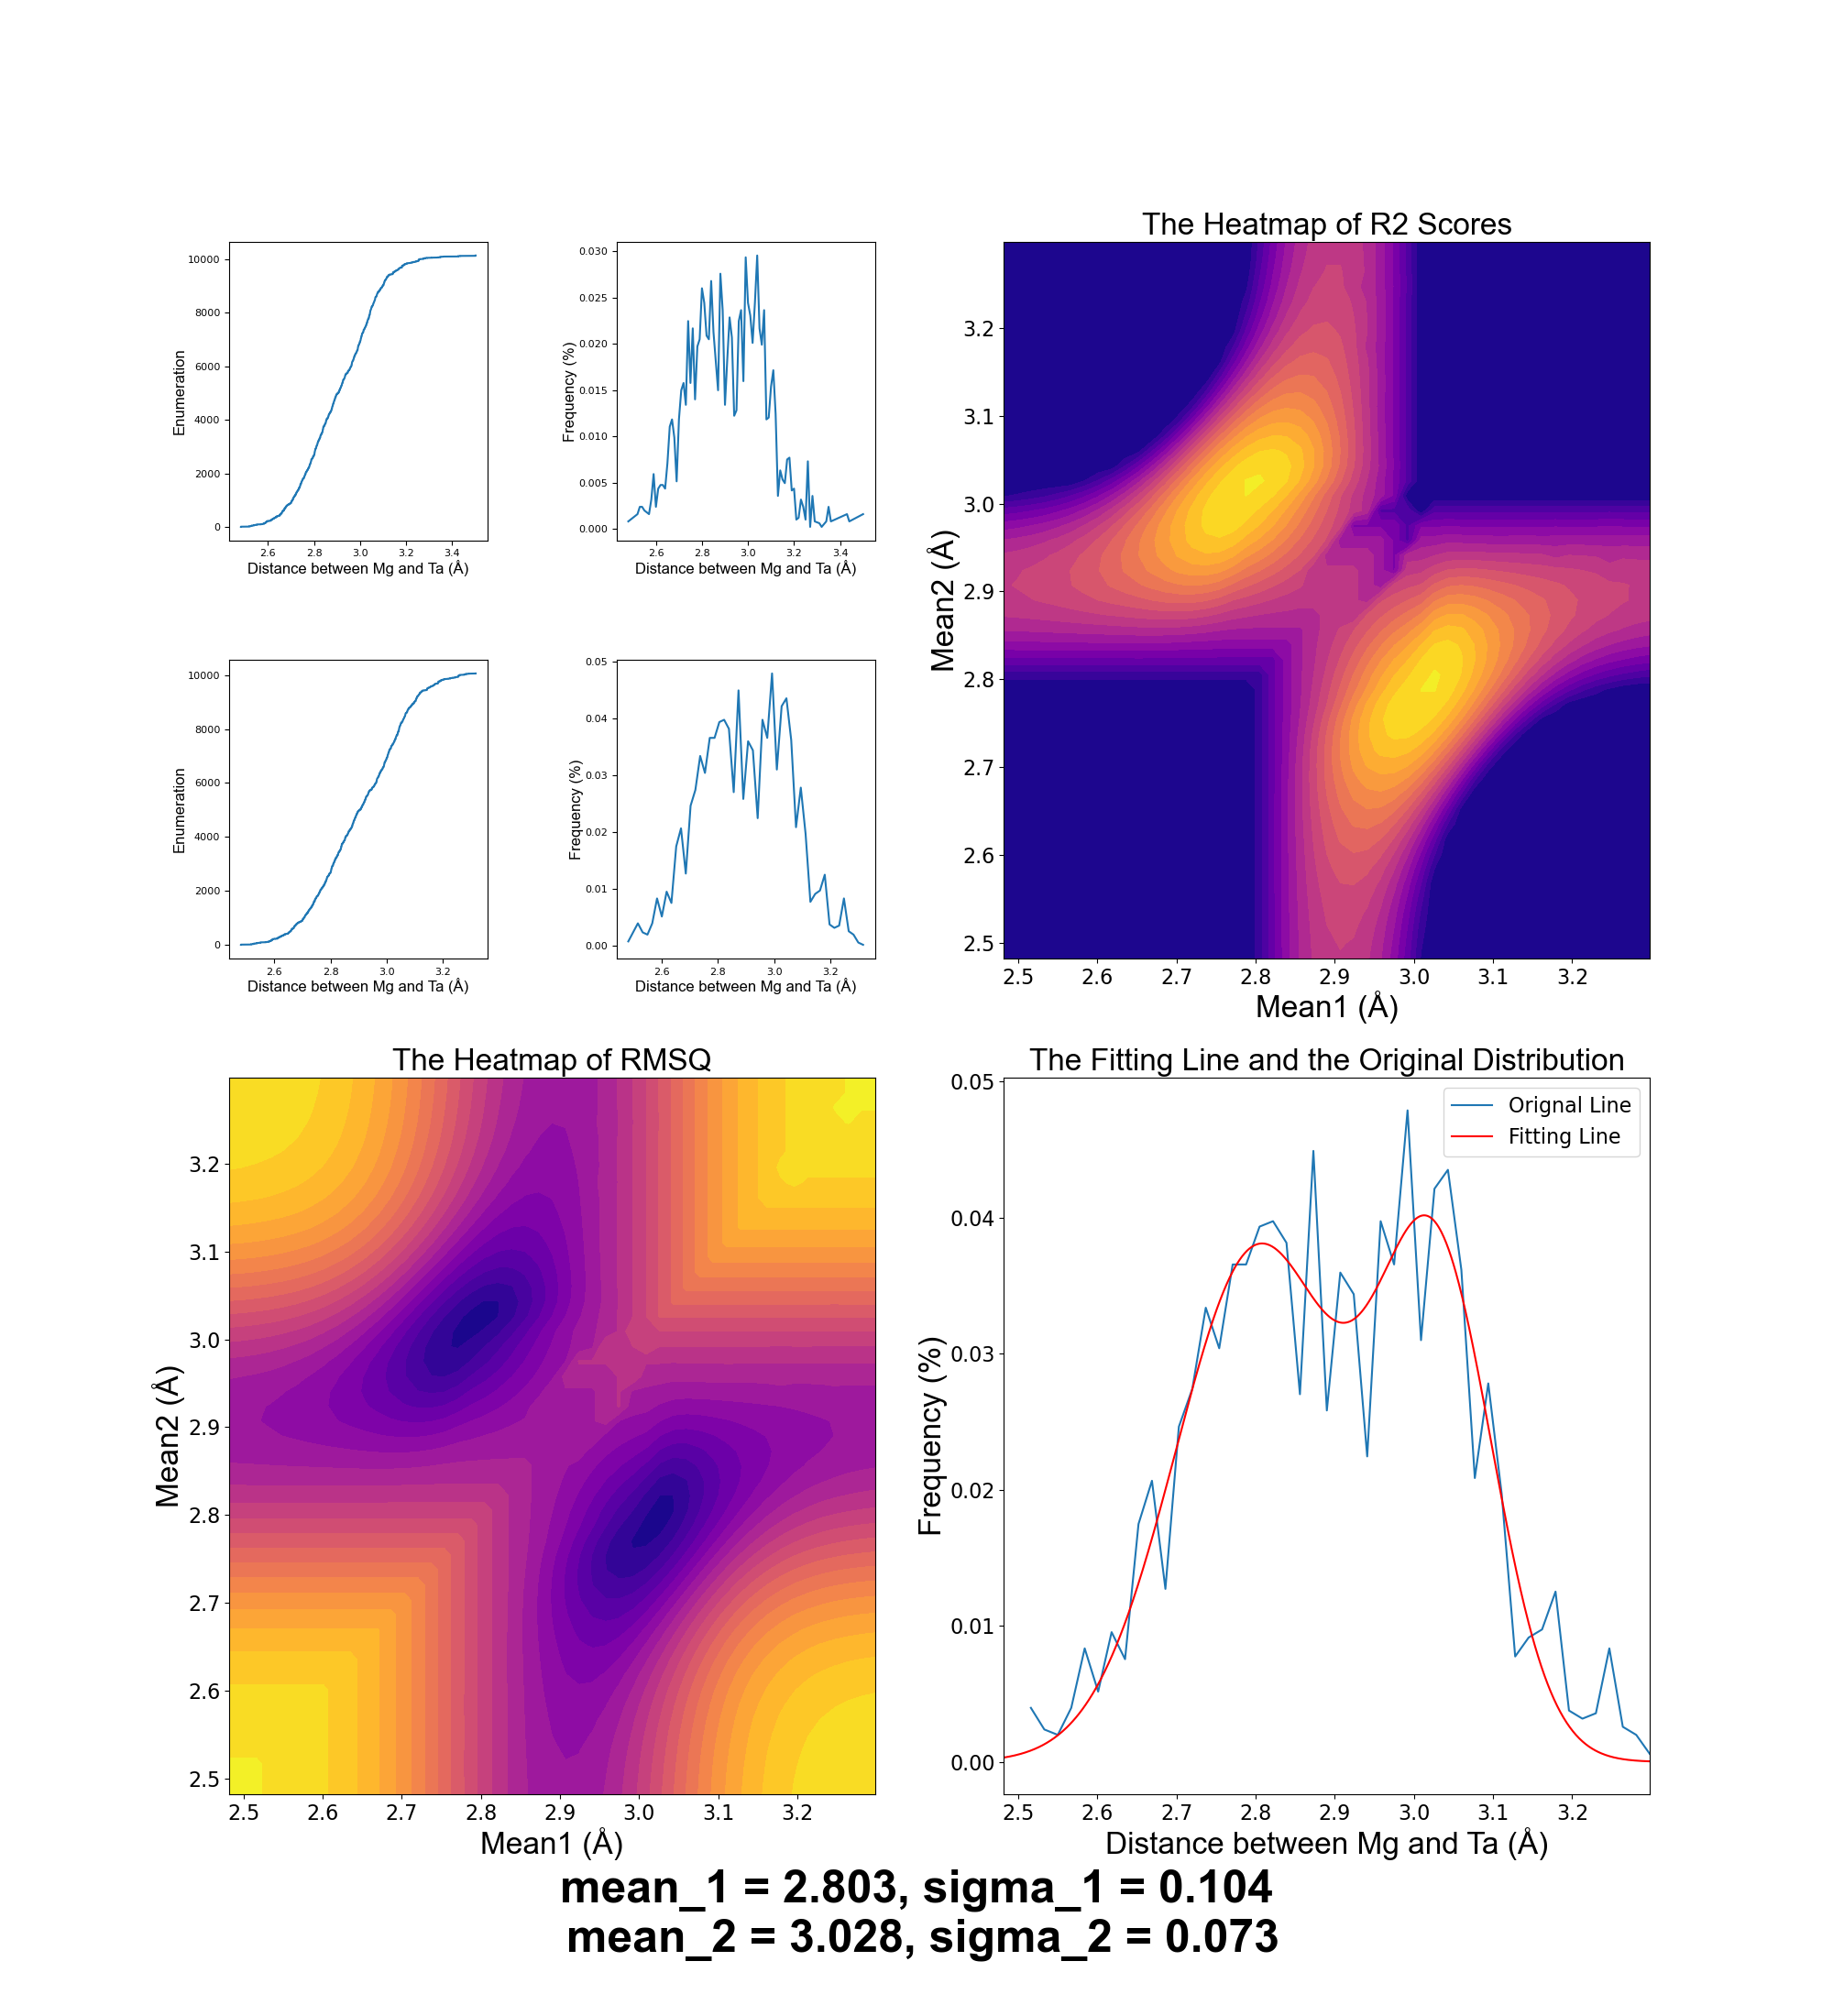 The Heatmap of R2 Scores
10000
8000
6000
4000
2000
0
Enumeration
2.6 2.8 3.0 3.2 3.4
Distance between Mg and Ta (Å)
0.030
0.025
0.020
0.015
0.010
0.005
0.000
Frequency (%)
2.6 2.8 3.0 3.2 3.4
Distance between Mg and Ta (Å)
10000
8000
6000
4000
2000
0
Enumeration
2.6 2.8 3.0 3.2
Distance between Mg and Ta (Å)
0.05
0.04
0.03
0.02
0.01
0.00
Frequency (%)
2.6 2.8 3.0 3.2
Distance between Mg and Ta (Å)
3.2
3.1
3.0
2.9
2.8
2.7
2.6
2.5
Mean2 (Å)
2.5 2.6 2.7 2.8 2.9 3.0 3.1 3.2
Mean1 (Å)
The Heatmap of RMSQ
3.2
3.1
3.0
2.9
2.8
2.7
2.6
2.5
Mean2 (Å)
2.5 2.6 2.7 2.8 2.9 3.0 3.1 3.2
Mean1 (Å)
The Fitting Line and the Original Distribution
0.05
0.04
0.03
0.02
0.01
0.00
Frequency (%)
Orignal Line
Fitting Line
2.5 2.6 2.7 2.8 2.9 3.0 3.1 3.2
Distance between Mg and Ta (Å)
mean_1 = 2.803, sigma_1 = 0.104
mean_2 = 3.028, sigma_2 = 0.073